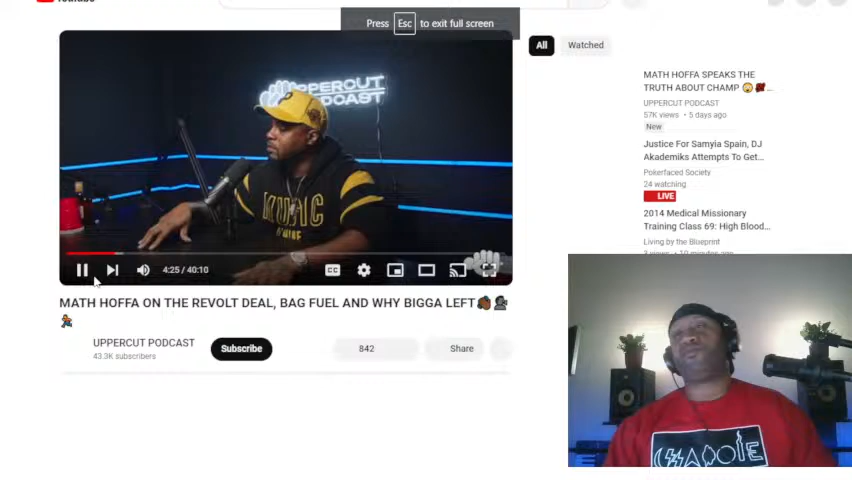 Press Esc to exit full screen
All
Watched
UPPERCUT
PODCAST
MATH HOFFA SPEAKS THE
TRUTH ABOUT CHAMP 😳 ...
UPPERCUT PODCAST
57K views • 5 days ago
New
Justice For Samyia Spain, DJ
Akademiks Attempts To Get...
Pokerfaced Society
24 watching
LIVE
2014 Medical Missionary
Training Class 69: High Blood...
Living by the Blueprint
4:25 / 40:10
CC
MATH HOFFA ON THE REVOLT DEAL, BAG FUEL AND WHY BIGGA LEFT
UPPERCUT PODCAST
43.3K subscribers
Subscribe
842
Share